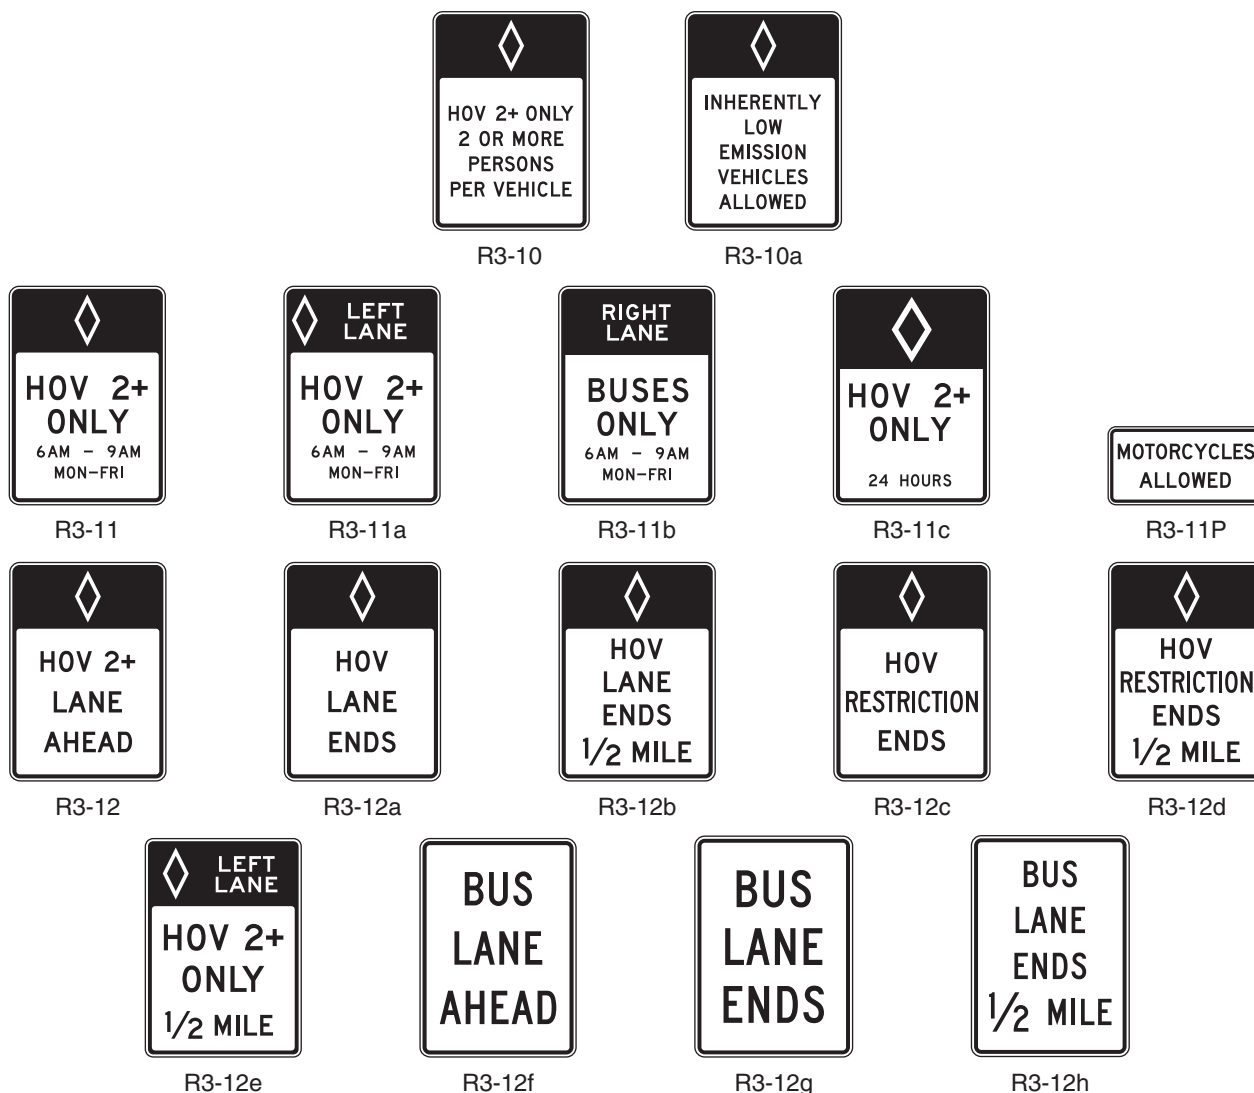 HOV 2+ ONLY
2 OR MORE
PERSONS
PER VEHICLE
R3-10
INHERENTLY
LOW
EMISSION
VEHICLES
ALLOWED
R3-10a
HOV 2+
ONLY
6AM – 9AM
MON–FRI
R3-11
LEFT
LANE
HOV 2+
ONLY
6AM – 9AM
MON–FRI
R3-11a
RIGHT
LANE
BUSES
ONLY
6AM – 9AM
MON–FRI
R3-11b
HOV 2+
ONLY
24 HOURS
R3-11c
MOTORCYCLES
ALLOWED
R3-11P
HOV 2+
LANE
AHEAD
R3-12
HOV
LANE
ENDS
R3-12a
HOV
LANE
ENDS
1/2 MILE
R3-12b
HOV
RESTRICTION
ENDS
R3-12c
HOV
RESTRICTION
ENDS
1/2 MILE
R3-12d
LEFT
LANE
HOV 2+
ONLY
1/2 MILE
R3-12e
BUS
LANE
AHEAD
R3-12f
BUS
LANE
ENDS
R3-12g
BUS
LANE
ENDS
1/2 MILE
R3-12h